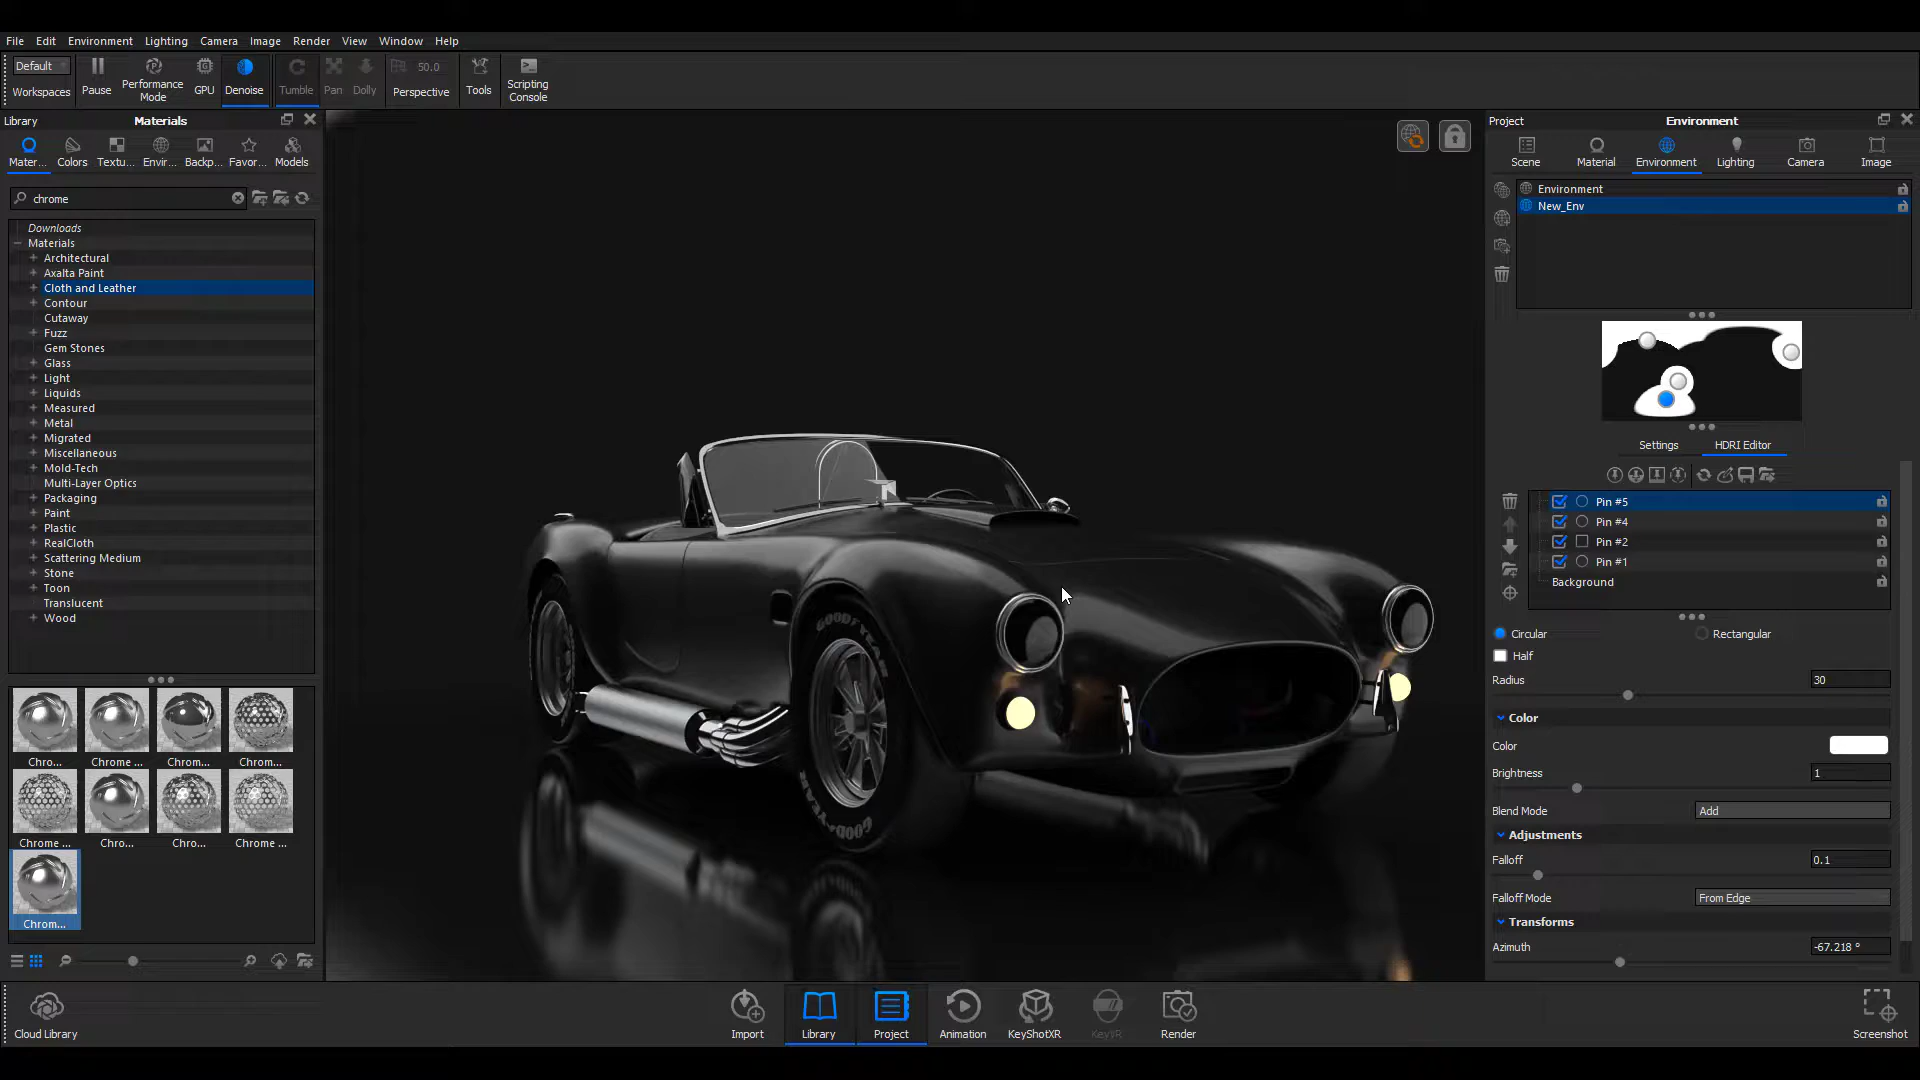 File Edit Environment Lighting Camera Image Render View Window Help
Default
Workspaces
Pause
Performance Mode
GPU
Denoise
Tumble
Pan
Dolly
50.0
Perspective
Tools
Scripting Console
Library
Materials
Mater...
Colors
Textu...
Envir...
Backp...
Favor...
Models
chrome
Downloads
Materials
Architectural
Axalta Paint
Cloth and Leather
Contour
Cutaway
Fuzz
Gem Stones
Glass
Light
Liquids
Measured
Metal
Migrated
Miscellaneous
Mold-Tech
Multi-Layer Optics
Packaging
Paint
Plastic
RealCloth
Scattering Medium
Stone
Toon
Translucent
Wood
Chro...
Chrome ...
Chrom...
Chrom...
Chrome ...
Chro...
Chro...
Chrome ...
Chrom...
GOODYEAR
GOODYEAR
Project
Environment
Scene
Material
Environment
Lighting
Camera
Image
Environment
New_Env
Settings
HDRI Editor
Pin #5
Pin #4
Pin #2
Pin #1
Background
Circular
Rectangular
Half
Radius
30
Color
Color
Brightness
1
Blend Mode
Add
Adjustments
Falloff
0.1
Falloff Mode
From Edge
Transforms
Azimuth
-67.218 °
Cloud Library
Import
Library
Project
Animation
KeyShotXR
KeyVR
Render
Screenshot